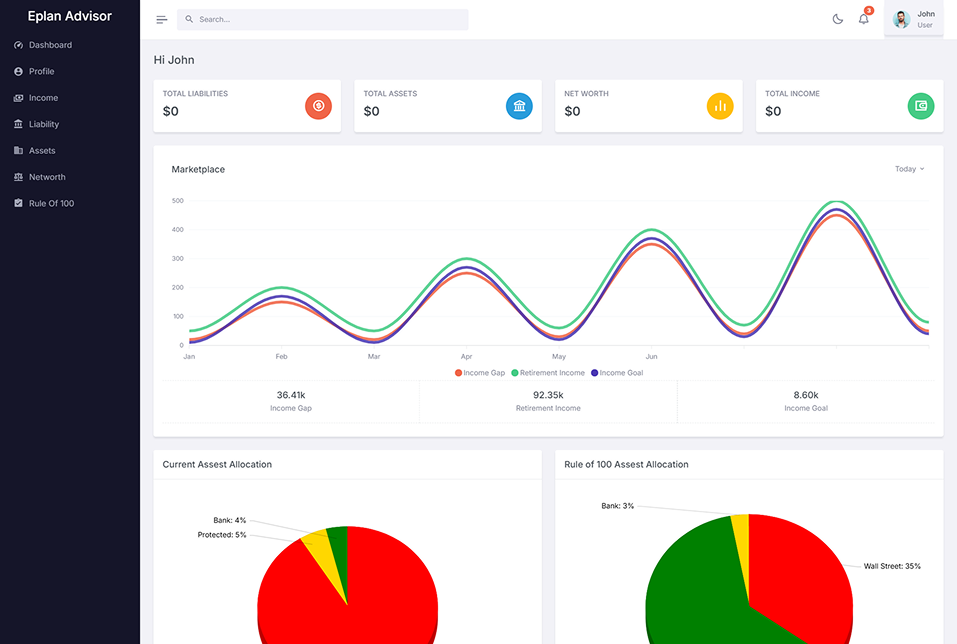 Eplan Advisor
Dashboard
Profile
Income
Liability
Assets
Networth
Rule Of 100
Search...
3
John
User
Hi John
TOTAL LIABILITIES
$0
TOTAL ASSETS
$0
NET WORTH
$0
TOTAL INCOME
$0
Marketplace
Today
500
400
300
200
100
0
Jan Feb Mar Apr May Jun
Income Gap Retirement Income Income Goal
36.41k
Income Gap
92.35k
Retirement Income
8.60k
Income Goal
Current Assest Allocation
Bank: 4%
Protected: 5%
Rule of 100 Assest Allocation
Bank: 3%
Wall Street: 35%